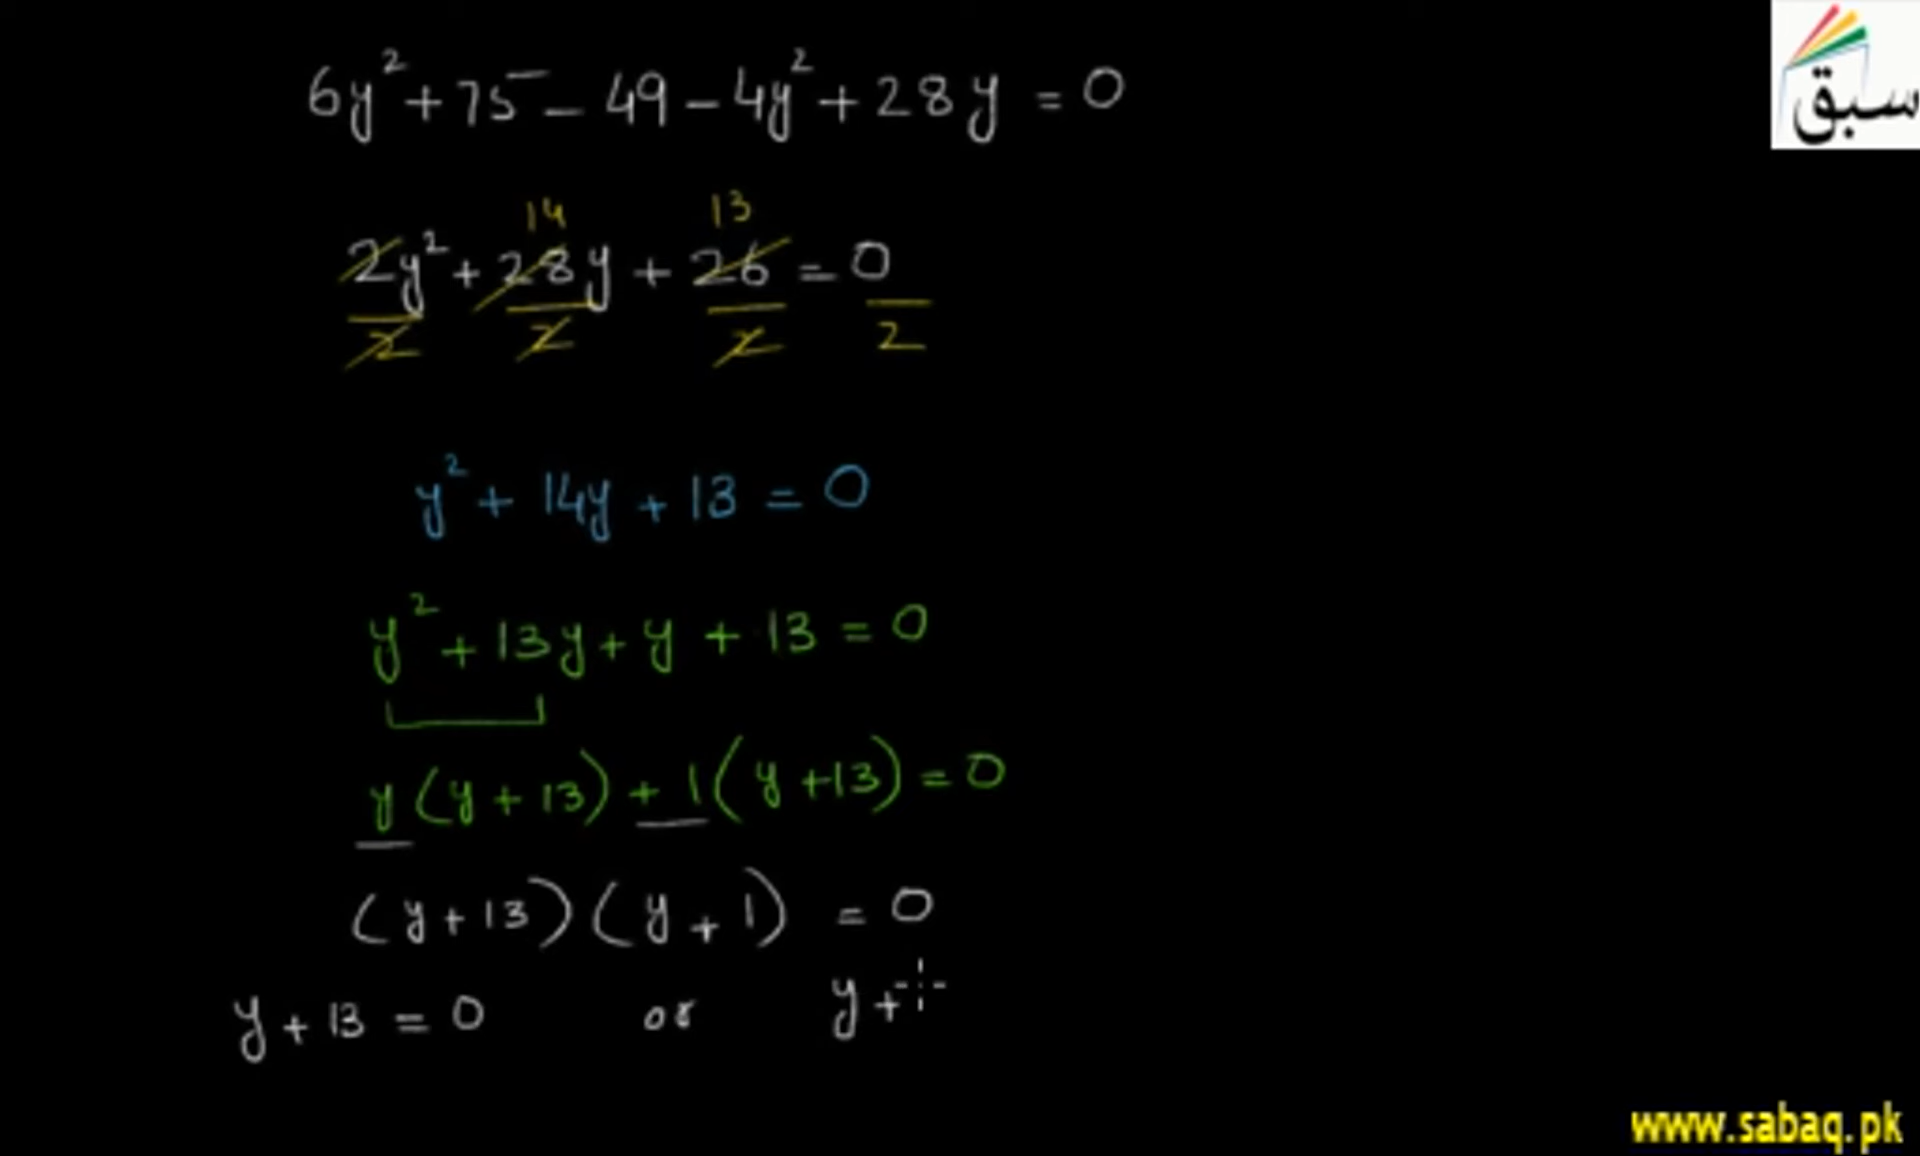 سبق
6y² + 75 - 49 - 4y² + 28y = 0
14 13
2y² + 28y + 26 = 0
2 2 2 2
y² + 14y + 13 = 0
y² + 13y + y + 13 = 0
y(y + 13) + 1(y + 13) = 0
(y + 13)(y + 1) = 0
y + 13 = 0 or y +
www.sabaq.pk